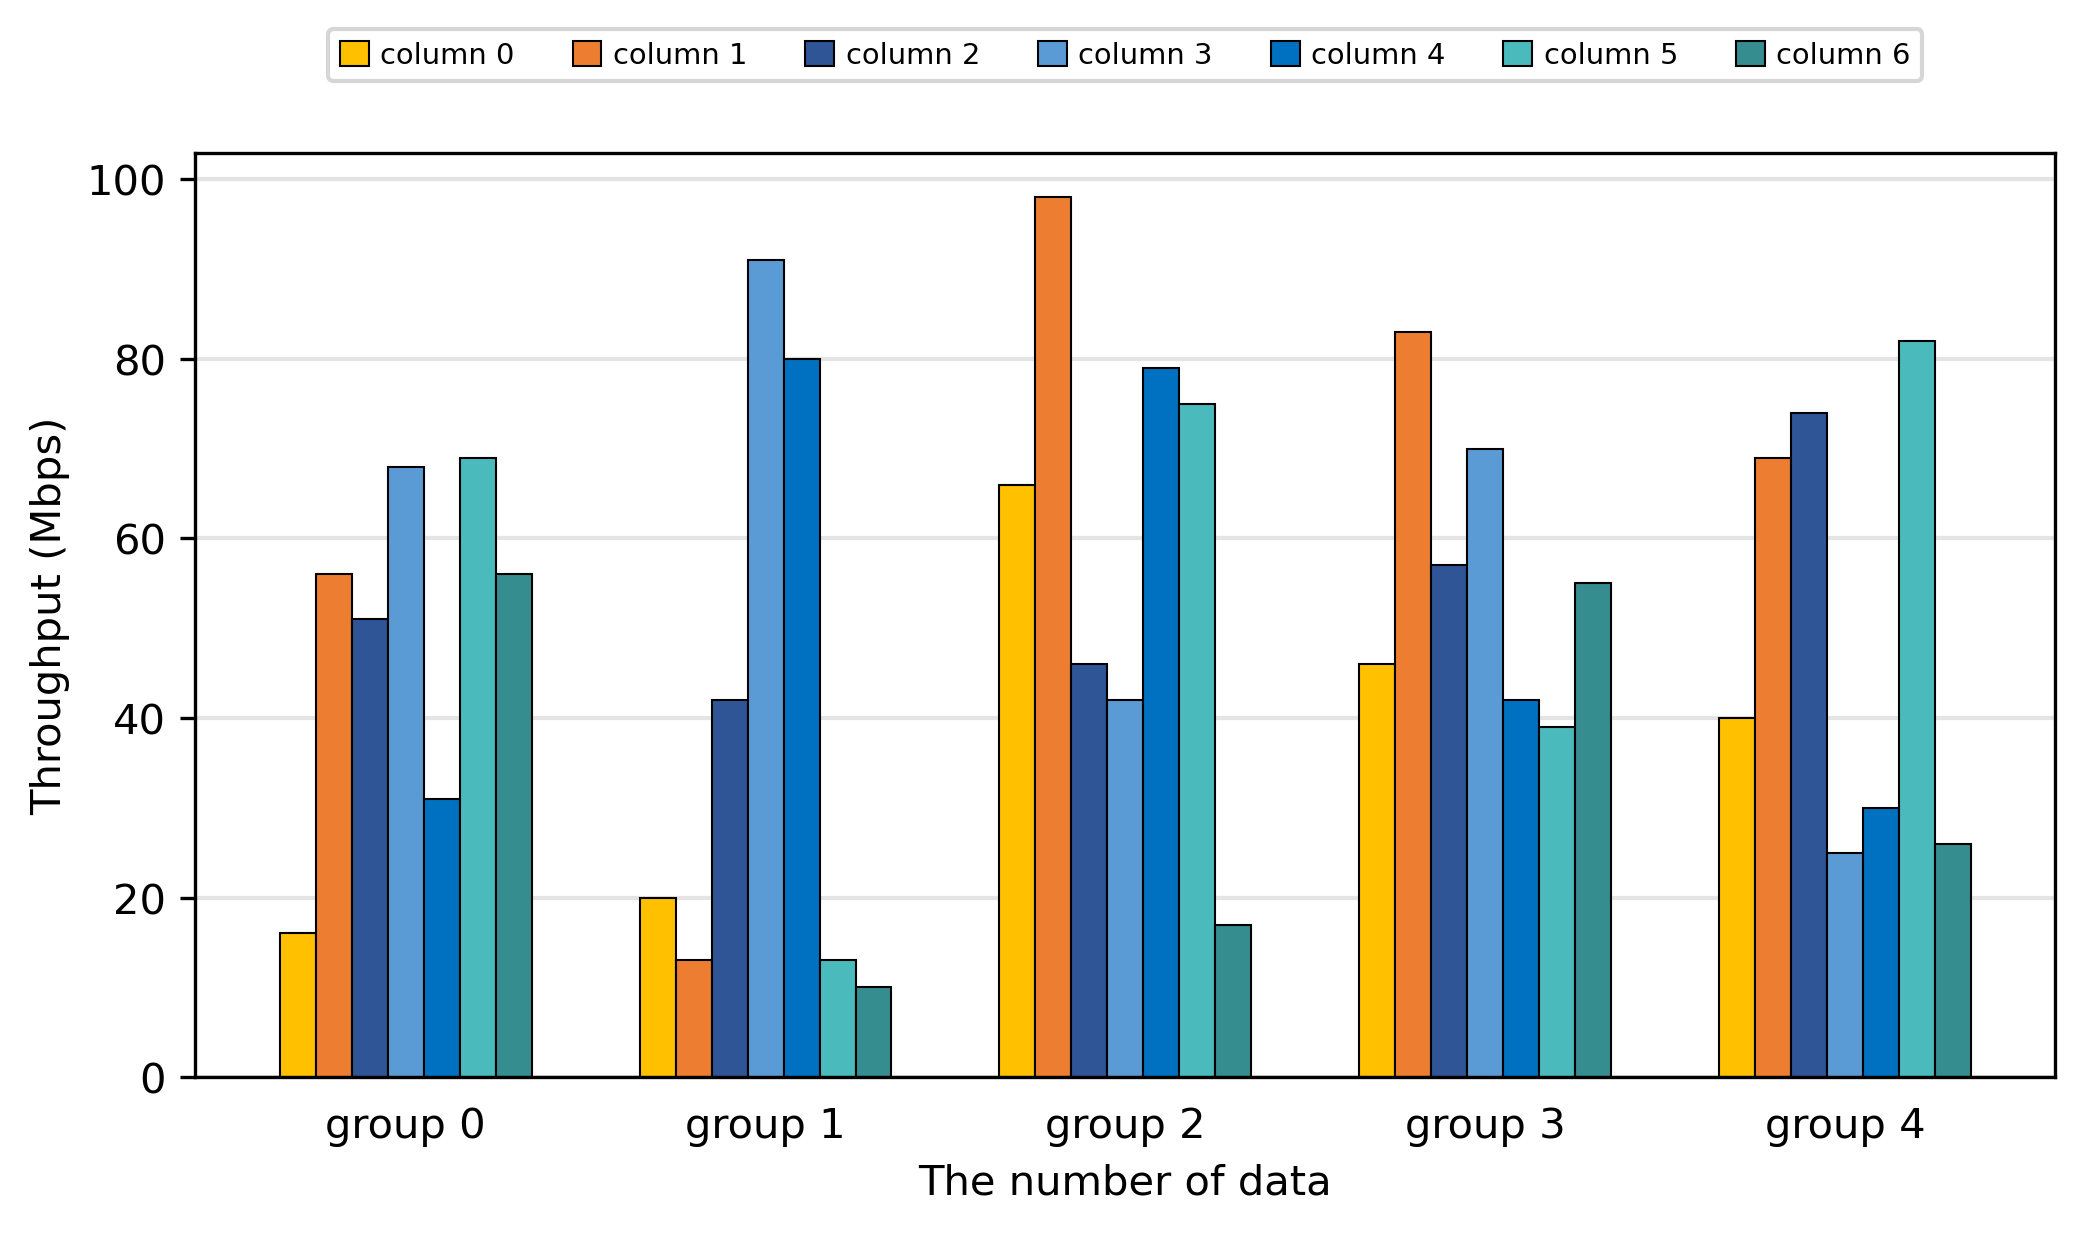 column 0 column 1 column 2 column 3 column 4 column 5 column 6
Throughput (Mbps)
100
80
60
40
20
0
group 0 group 1 group 2 group 3 group 4
The number of data